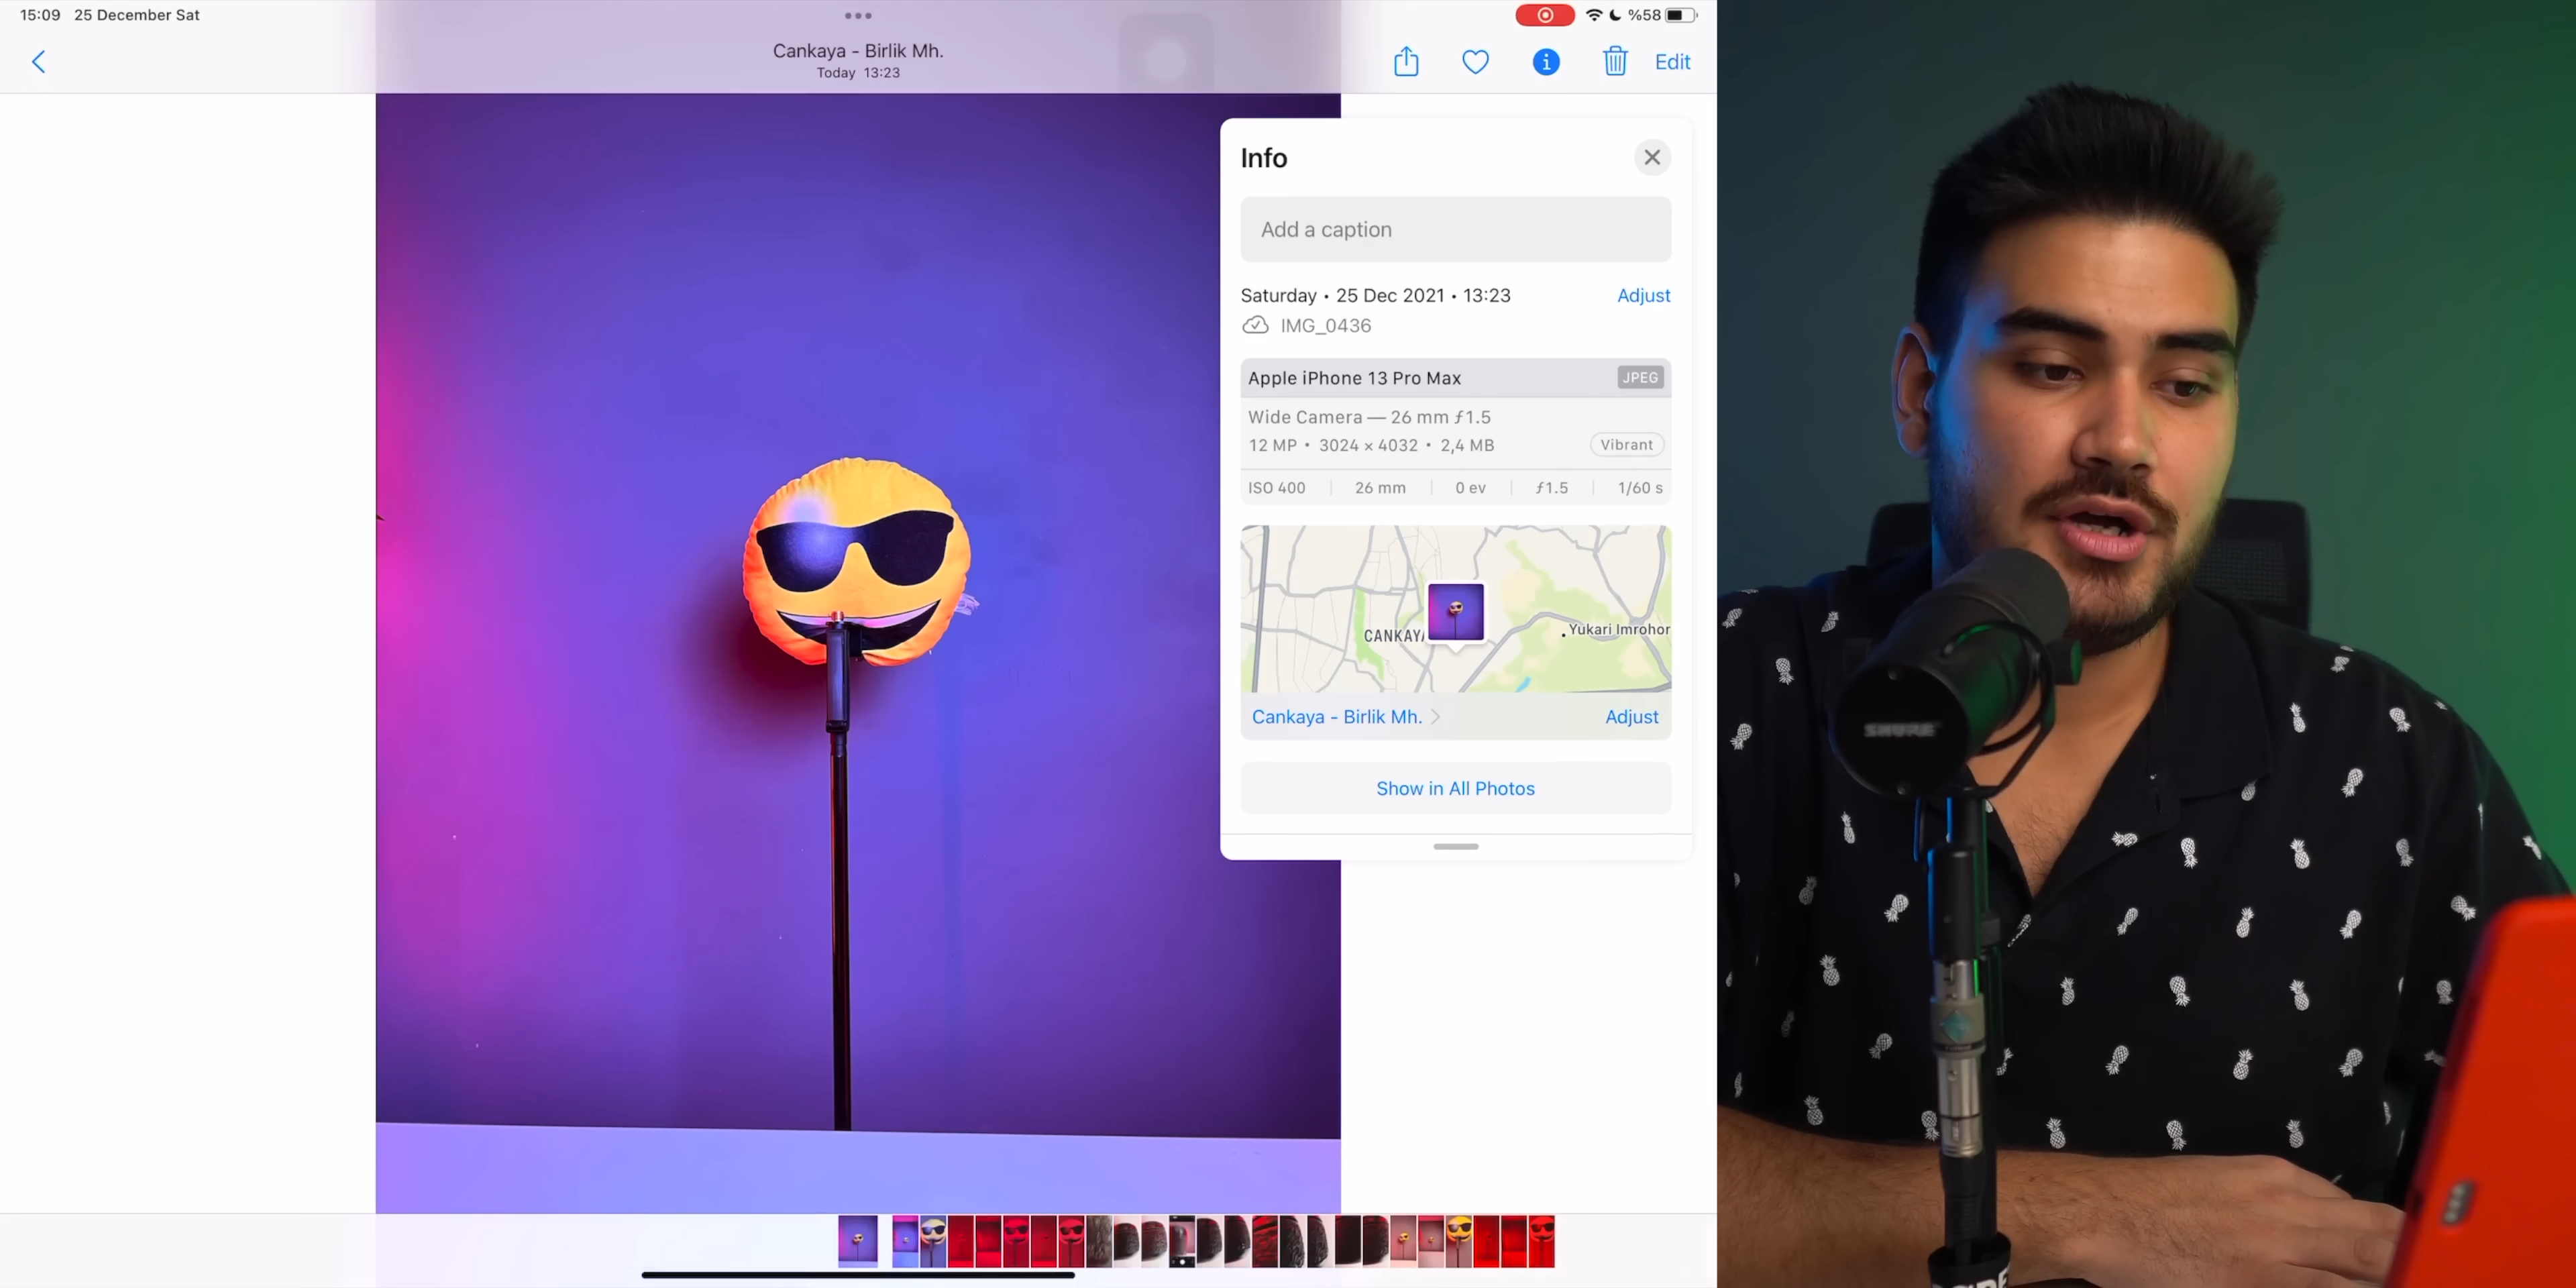 15:09 25 December Sat
%58
Cankaya - Birlik Mh.
Today 13:23
Edit
Info
Add a caption
Saturday • 25 Dec 2021 • 13:23
Adjust
IMG_0436
Apple iPhone 13 Pro Max
JPEG
Wide Camera — 26 mm ƒ1.5
12 MP • 3024 × 4032 • 2,4 MB
Vibrant
ISO 400 | 26 mm | 0 ev | ƒ1.5 | 1/60 s
CANKAYA
Yukari Imrohor
Cankaya - Birlik Mh.
Adjust
Show in All Photos
SHURE